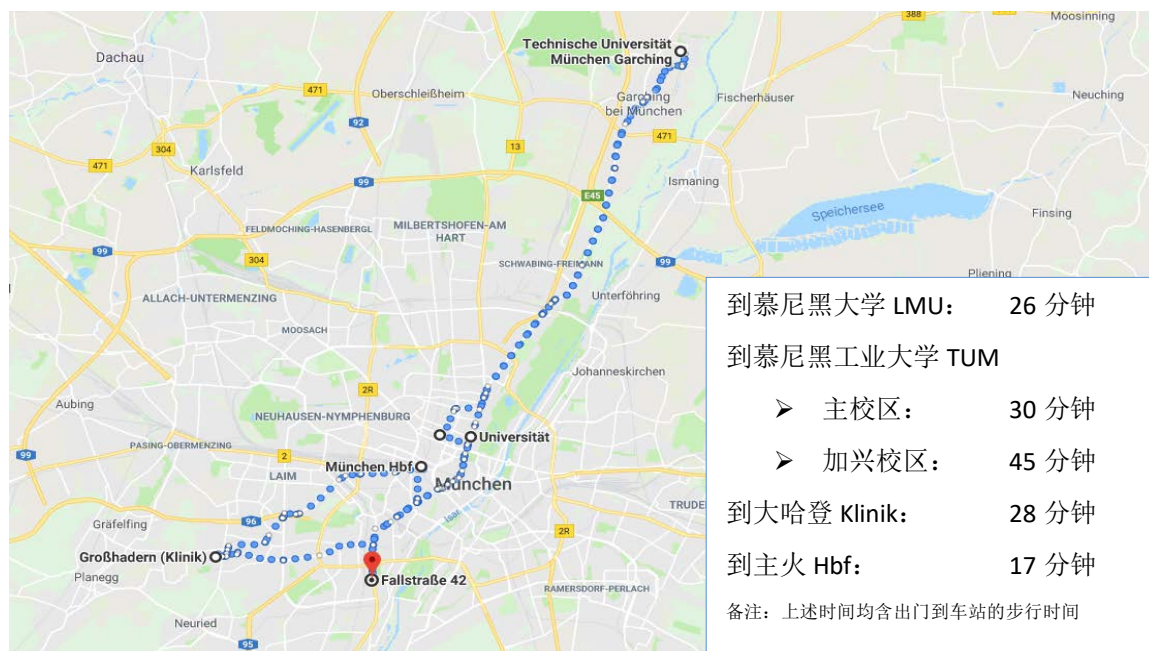 388
Moosinning
Technische Universität
München Garching
Dachau
471
Oberschleißheim
Garching
bei München
Fischerhäuser
Neuching
92
13
471
304
471
Karlsfeld
99
Ismaning
E45
Speichersee
Finsing
FELDMOCHING-HASENBERGL
MILBERTSHOFEN-AM
HART
99
304
SCHWABING-FREIMANN
99
Pliening
ALLACH-UNTERMENZING
Unterföhring
MOOSACH
Johanneskirchen
2R
Aubing
NEUHAUSEN-NYMPHENBURG
Universität
PASING-OBERMENZING
99
2
München Hbf
LAIM
München
TRUDE
Isar
96
Gräfelfing
2R
Großhadern (Klinik)
Planegg
Fallstraße 42
RAMERSDORF-PERLACH
Neuried
95
到慕尼黑大学 LMU: 26 分钟
到慕尼黑工业大学 TUM
➢ 主校区: 30 分钟
➢ 加兴校区: 45 分钟
到大哈登 Klinik: 28 分钟
到主火 Hbf: 17 分钟
备注：上述时间均含出门到车站的步行时间